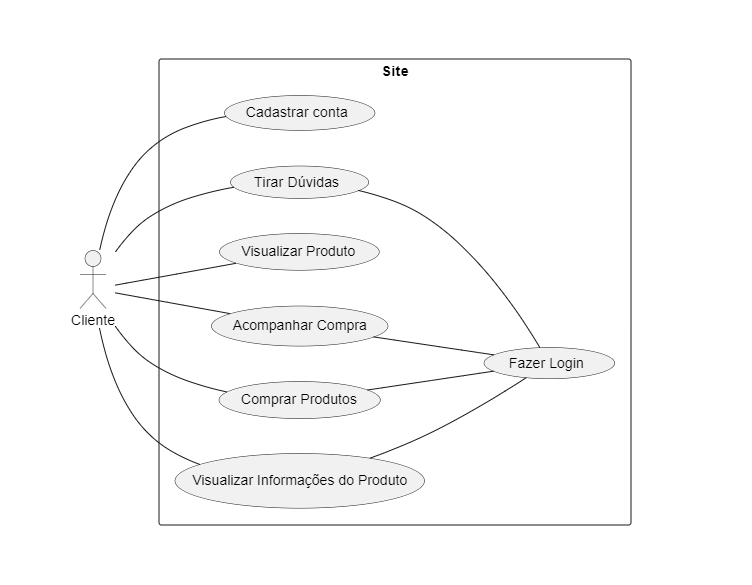 Site
Cadastrar conta
Tirar Dúvidas
Visualizar Produto
Cliente
Acompanhar Compra
Fazer Login
Comprar Produtos
Visualizar Informações do Produto